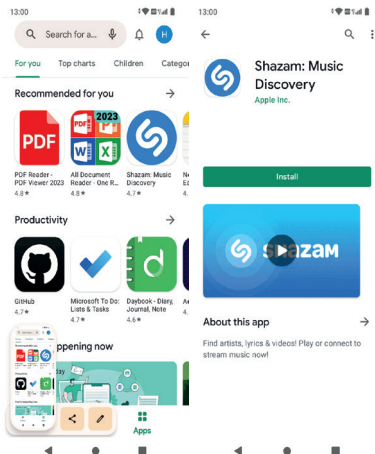 13:00
Search for a...
H
For you
Top charts
Children
Categor
Recommended for you
PDF
PDF
2023
W
X
PDF Reader -
PDF Viewer 2023
4.8★
All Document
Reader - One R...
4.8★
Shazam: Music
Discovery
4.7★
Productivity
GitHub
4.7★
Microsoft To Do:
Lists & Tasks
4.7★
d
Daybook - Diary,
Journal, Note
4.6★
ppening now
day
Apps
13:00
Shazam: Music
Discovery
Apple Inc.
Install
SHAZAM
About this app
Find artists, lyrics & videos! Play or connect to
stream music now!